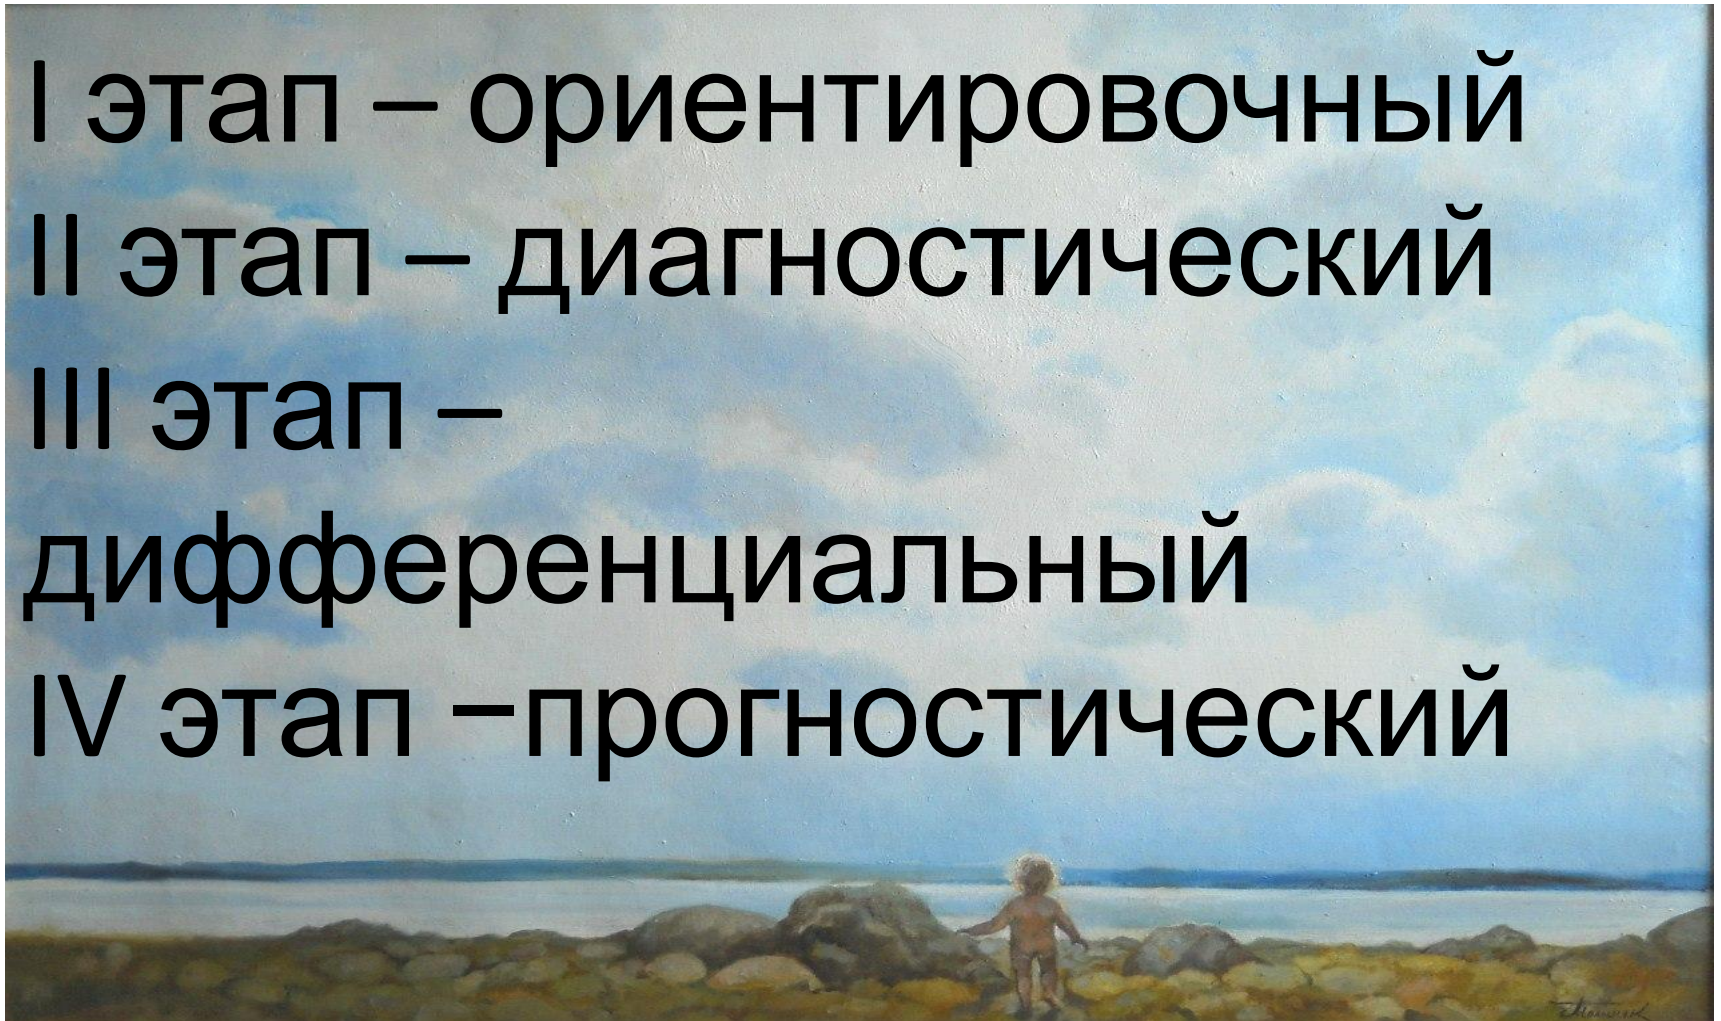 I этап – ориентировочный
II этап – диагностический
III этап –
дифференциальный
IV этап –прогностический